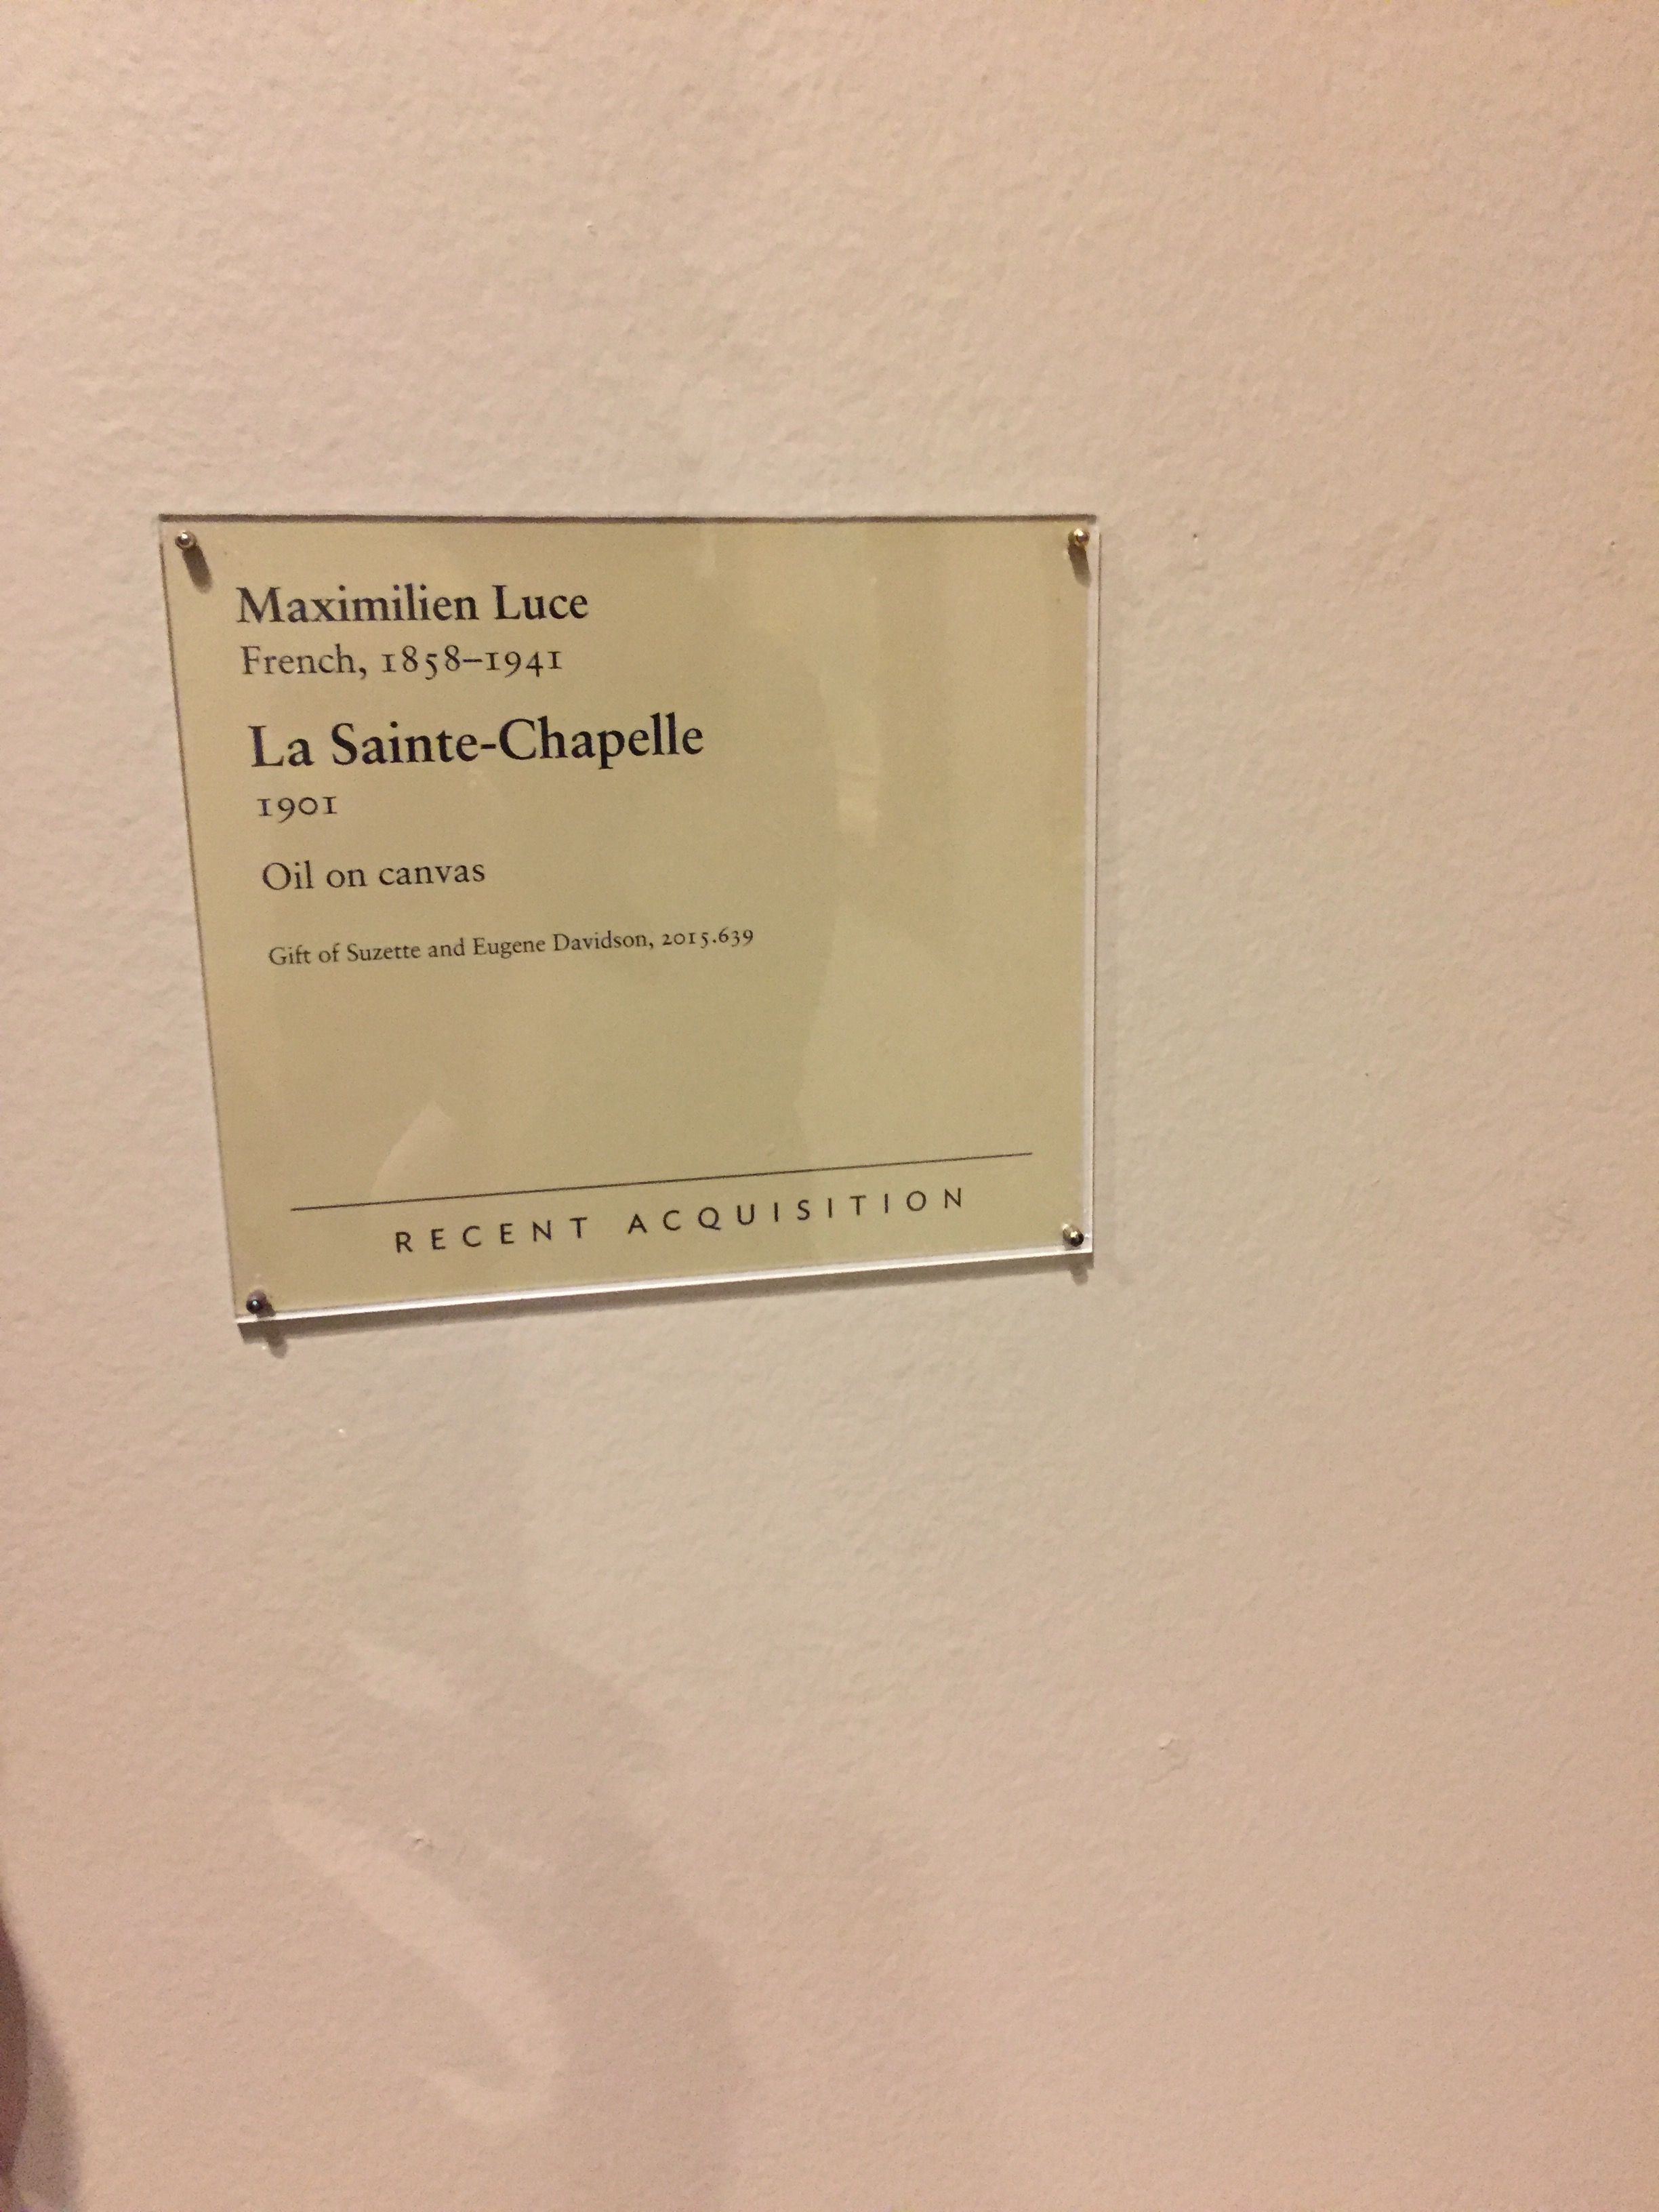 Maximilien Luce
French, 1858–1941
La Sainte-Chapelle
1901
Oil on canvas
Gift of Suzette and Eugene Davidson, 2015.639
RECENT ACQUISITION